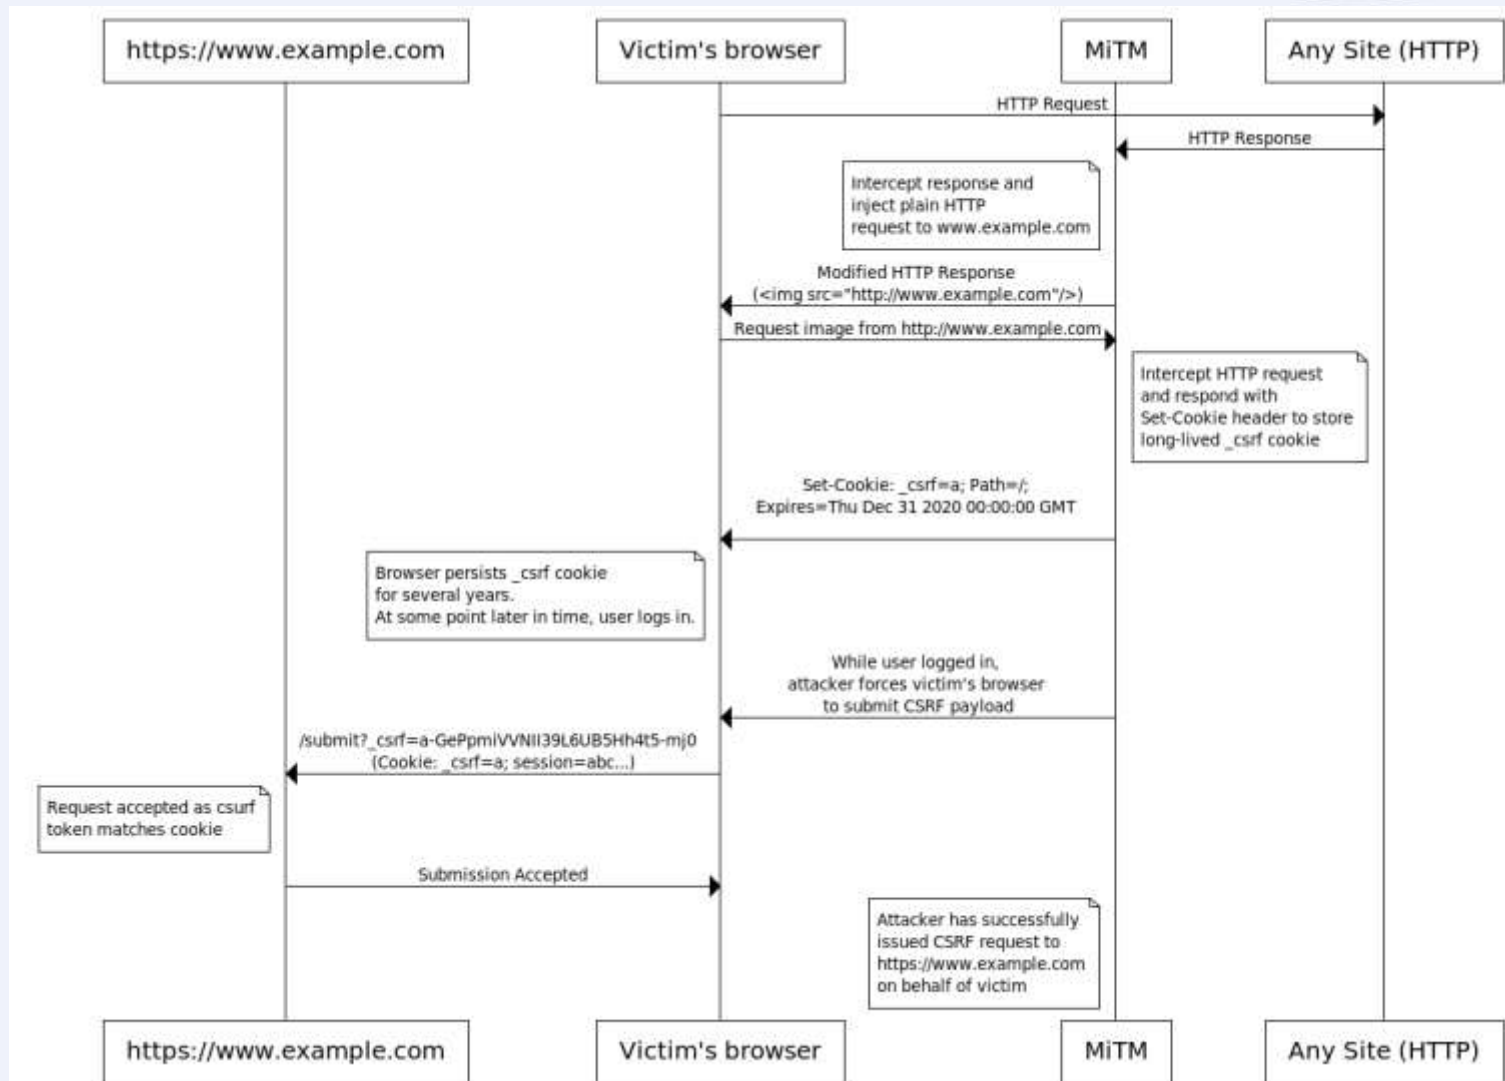 https://www.example.com
Victim's browser
MiTM
Any Site (HTTP)
HTTP Request
HTTP Response
Intercept response and
inject plain HTTP
request to www.example.com
Modified HTTP Response
(<img src="http://www.example.com"/>)
Request image from http://www.example.com
Intercept HTTP request
and respond with
Set-Cookie header to store
long-lived _csrf cookie
Set-Cookie: _csrf=a; Path=/;
Expires=Thu Dec 31 2020 00:00:00 GMT
Browser persists _csrf cookie
for several years.
At some point later in time, user logs in.
While user logged in,
attacker forces victim's browser
to submit CSRF payload
/submit?_csrf=a-GePpmiVVNII39L6UB5Hh4t5-mj0
(Cookie: _csrf=a; session=abc...)
Request accepted as csurf
token matches cookie
Submission Accepted
Attacker has successfully
issued CSRF request to
https://www.example.com
on behalf of victim
https://www.example.com
Victim's browser
MiTM
Any Site (HTTP)